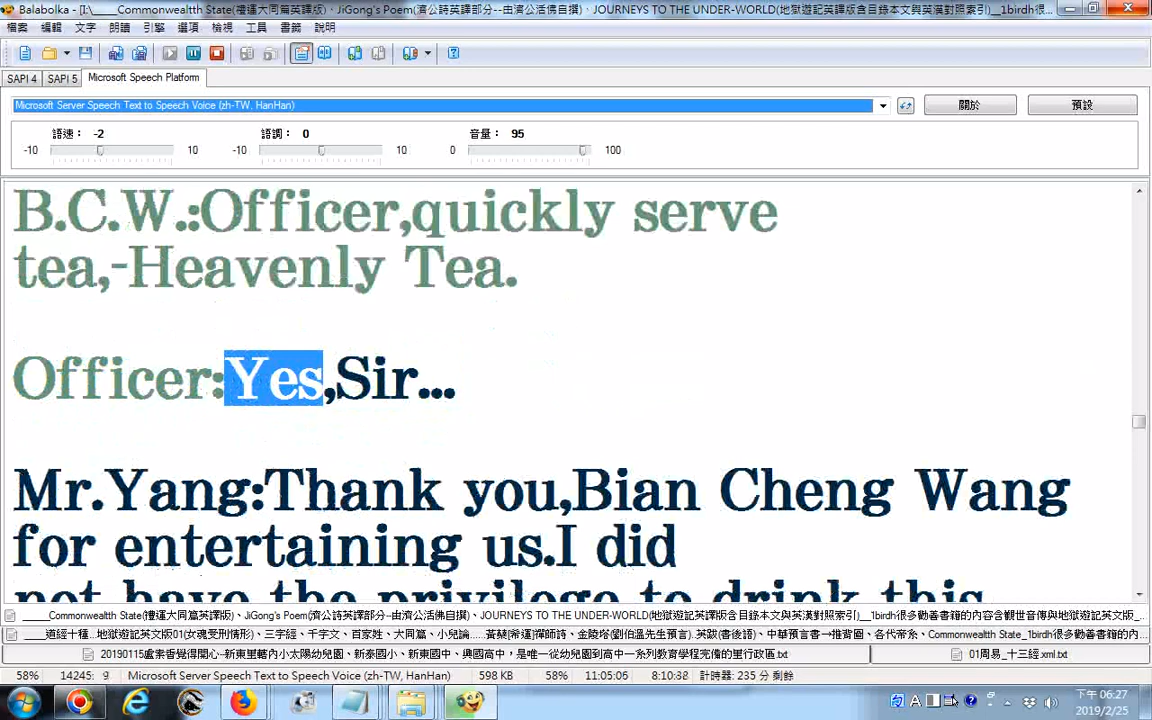 Balabolka - [I:\_____Commonwealtth State(禮運大同篇英譯版)、JiGong's Poem(濟公詩英譯部分--由濟公活佛自撰)、JOURNEYS TO THE UNDER-WORLD(地獄遊記英譯版含目錄本文與英漢對照索引)__1birdh很...
檔案 編輯 文字 朗讀 引擎 選項 檢視 工具 書籤 說明
SAPI 4 SAPI 5 Microsoft Speech Platform
Microsoft Server Speech Text to Speech Voice (zh-TW, HanHan)
關於 預設
語速： -2 語調： 0 音量： 95
-10 10 -10 10 0 100
B.C.W.:Officer,quickly serve
tea,-Heavenly Tea.
Officer:Yes,Sir...
Mr.Yang:Thank you,Bian Cheng Wang
for entertaining us.I did
not have the privilege to drink this
_____Commonwealtth State(禮運大同篇英譯版)、JiGong's Poem(濟公詩英譯部分--由濟公活佛自撰)、JOURNEYS TO THE UNDER-WORLD(地獄遊記英譯版含目錄本文與英漢對照索引)__1birdh很多勸善書籍的內容含觀世音傳與地獄遊記英文版_...
____道經十種...地獄遊記英文版01(女魂受刑情形)、三字經、千字文、百家姓、大同篇、小兒論......黃蘗[希運]禪師詩、金陵塔(劉伯溫先生預言).英馭(書後語)、中華預言書一推背圖、各代帝系、Commonwealth State_1birdh很多勸善書籍的內...
20190115盧素香覺得開心--新東里轄內小太陽幼兒園、新泰國小、新東國中、興國高中，是唯一從幼兒園到高中一系列教育學程完備的里行政區.txt 01周易_十三經.xml.txt
58% 14245: 9 Microsoft Server Speech Text to Speech Voice (zh-TW, HanHan) 598 KB 58% 11:05:06 8:10:38 計時器: 235 分 剩餘
下午 06:27
2019/2/25